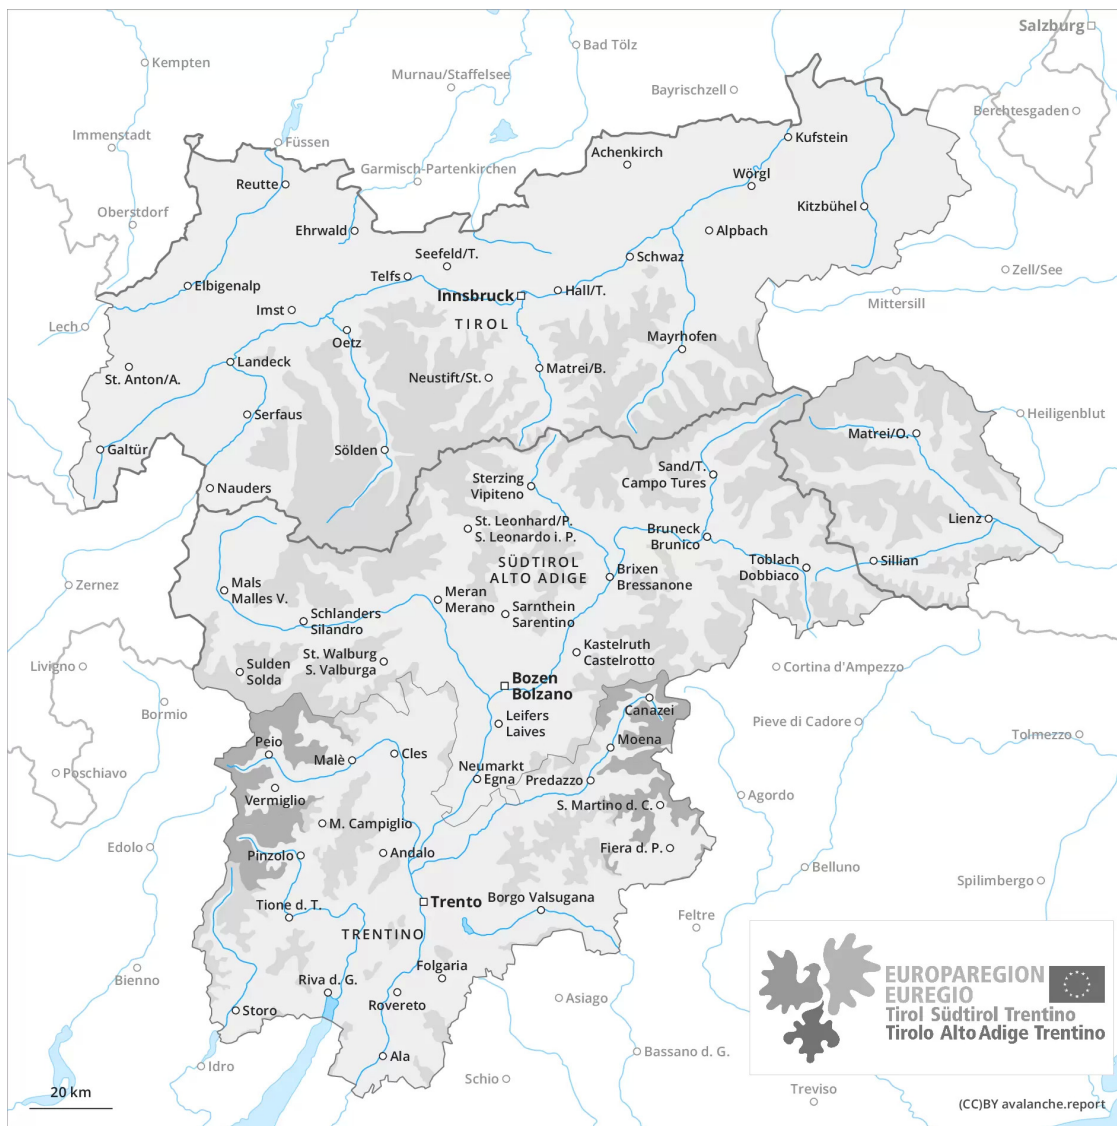 Salzburg
Bad Tölz
Kempten
Murnau/Staffelsee
Bayrischzell
Berchtesgaden
Immenstadt
Füssen
Kufstein
Achenkirch
Garmisch-Partenkirchen
Wörgl
Reutte
Kitzbühel
Oberstdorf
Ehrwald
Alpbach
Seefeld/T.
Schwaz
Telfs
Zell/See
Elbigenalp
Hall/T.
Innsbruck
Mittersill
Imst
Lech
TIROL
Oetz
Mayrhofen
Landeck
Matrei/B.
St. Anton/A.
Neustift/St.
Serfaus
Heiligenblut
Matrei/O.
Galtür
Sölden
Sand/T.
Campo Tures
Sterzing
Vipiteno
Nauders
Lienz
St. Leonhard/P.
S. Leonardo i. P.
Bruneck
Brunico
SÜDTIROL
ALTO ADIGE
Toblach
Dobbiaco
Sillian
Brixen
Bressanone
Zernez
Mals
Malles V.
Meran
Merano
Sarnthein
Sarentino
Schlanders
Silandro
Kastelruth
Castelrotto
St. Walburg
S. Valburga
Livigno
Sulden
Solda
Cortina d'Ampezzo
Bozen
Bolzano
Bormio
Canazei
Leifers
Laives
Pieve di Cadore
Tolmezzo
Peio
Moena
Cles
Malè
Poschiavo
Neumarkt
Egna
Predazzo
Vermiglio
Agordo
S. Martino d. C.
M. Campiglio
Edolo
Pinzolo
Andalo
Fiera d. P.
Belluno
Spilimbergo
Tione d. T.
Trento
Borgo Valsugana
Feltre
TRENTINO
Bienno
Folgaria
Riva d. G.
Rovereto
Asiago
Storo
EUROPAREGION
EUREGIO
Tirol Südtirol Trentino
Tirolo Alto Adige Trentino
Ala
Bassano d. G.
Idro
Schio
Treviso
20 km
(CC)BY avalanche.report